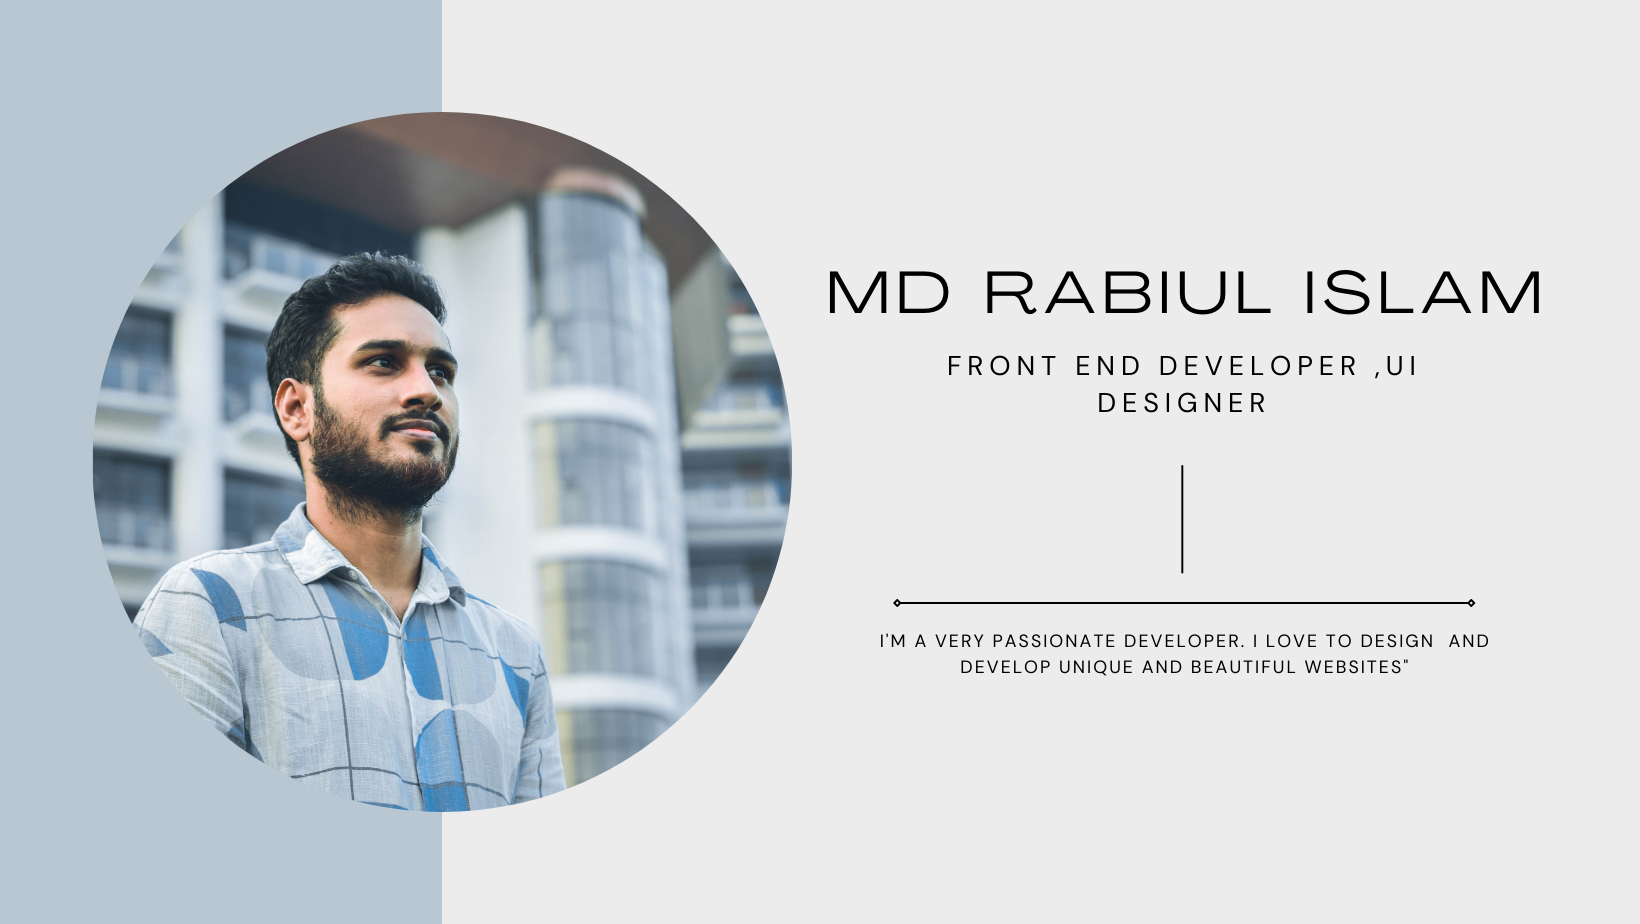 MD RABIUL ISLAM
FRONT END DEVELOPER ,UI
DESIGNER
I'M A VERY PASSIONATE DEVELOPER. I LOVE TO DESIGN  AND
DEVELOP UNIQUE AND BEAUTIFUL WEBSITES"